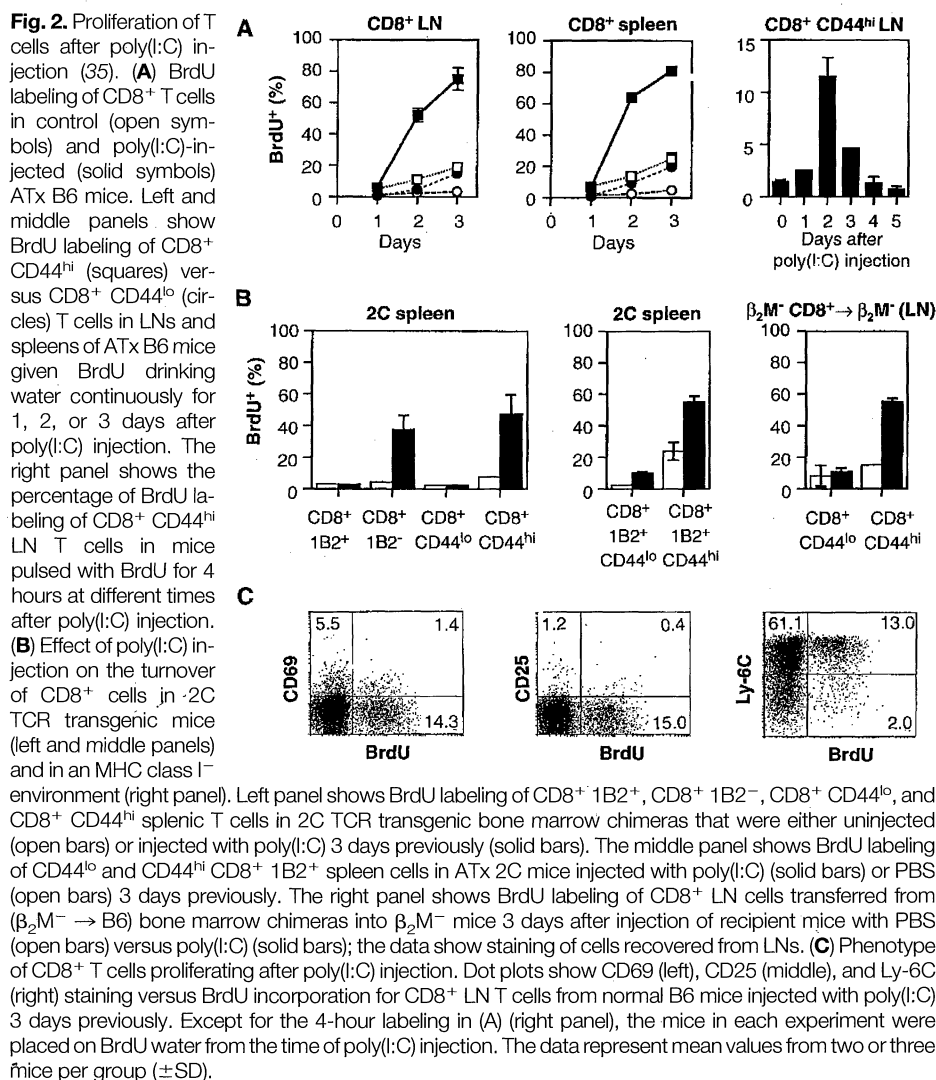 Fig. 2. Proliferation of T
cells after poly(I:C) in-
jection (35). (A) BrdU
labeling of CD8⁺ T cells
in control (open sym-
bols) and poly(I:C)-in-
jected (solid symbols)
ATx B6 mice. Left and
middle panels show
BrdU labeling of CD8⁺
CD44ʰⁱ (squares) ver-
sus CD8⁺ CD44ˡᵒ (cir-
cles) T cells in LNs and
spleens of ATx B6 mice
given BrdU drinking
water continuously for
1, 2, or 3 days after
poly(I:C) injection. The
right panel shows the
percentage of BrdU la-
beling of CD8⁺ CD44ʰⁱ
LN T cells in mice
pulsed with BrdU for 4
hours at different times
after poly(I:C) injection.
(B) Effect of poly(I:C) in-
jection on the turnover
of CD8⁺ cells in 2C
TCR transgenic mice
(left and middle panels)
and in an MHC class I⁻
environment (right panel). Left panel shows BrdU labeling of CD8⁺ 1B2⁺, CD8⁺ 1B2⁻, CD8⁺ CD44ˡᵒ, and
CD8⁺ CD44ʰⁱ splenic T cells in 2C TCR transgenic bone marrow chimeras that were either uninjected
(open bars) or injected with poly(I:C) 3 days previously (solid bars). The middle panel shows BrdU labeling
of CD44ˡᵒ and CD44ʰⁱ CD8⁺ 1B2⁺ spleen cells in ATx 2C mice injected with poly(I:C) (solid bars) or PBS
(open bars) 3 days previously. The right panel shows BrdU labeling of CD8⁺ LN cells transferred from
(β₂M⁻ → B6) bone marrow chimeras into β₂M⁻ mice 3 days after injection of recipient mice with PBS
(open bars) versus poly(I:C) (solid bars); the data show staining of cells recovered from LNs. (C) Phenotype
of CD8⁺ T cells proliferating after poly(I:C) injection. Dot plots show CD69 (left), CD25 (middle), and Ly-6C
(right) staining versus BrdU incorporation for CD8⁺ LN T cells from normal B6 mice injected with poly(I:C)
3 days previously. Except for the 4-hour labeling in (A) (right panel), the mice in each experiment were
placed on BrdU water from the time of poly(I:C) injection. The data represent mean values from two or three
mice per group (±SD).
A
CD8⁺ LN
BrdU⁺ (%)
100
80
60
40
20
0
0 1 2 3
Days
CD8⁺ spleen
100
80
60
40
20
0
0 1 2 3
Days
CD8⁺ CD44ʰⁱ LN
15
10
5
0
0 1 2 3 4 5
Days after
poly(I:C) injection
B
2C spleen
BrdU⁺ (%)
100
80
60
40
20
0
CD8⁺ CD8⁺ CD8⁺ CD8⁺
1B2⁺ 1B2⁻ CD44ˡᵒ CD44ʰⁱ
2C spleen
100
80
60
40
20
0
CD8⁺ CD8⁺
1B2⁺ 1B2⁺
CD44ˡᵒ CD44ʰⁱ
β₂M⁻ CD8⁺→ β₂M⁻ (LN)
100
80
60
40
20
0
CD8⁺ CD8⁺
CD44ˡᵒ CD44ʰⁱ
C
CD69
5.5 1.4
14.3
BrdU
CD25
1.2 0.4
15.0
BrdU
Ly-6C
61.1 13.0
2.0
BrdU